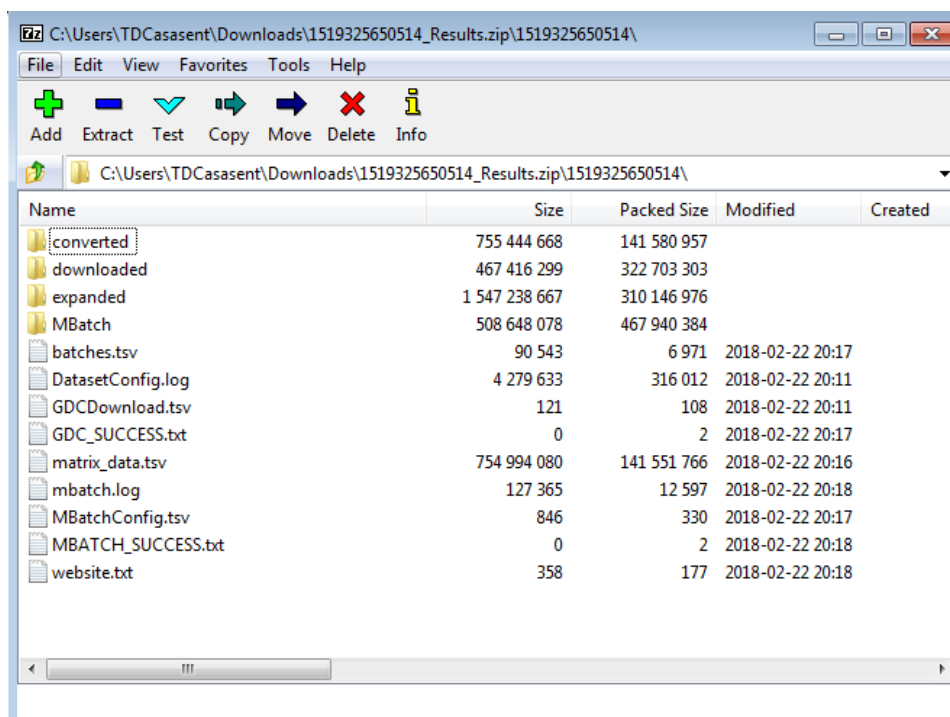 C:\Users\TDCasasent\Downloads\1519325650514_Results.zip\1519325650514\
File Edit View Favorites Tools Help
Add Extract Test Copy Move Delete Info
C:\Users\TDCasasent\Downloads\1519325650514_Results.zip\1519325650514\
Name Size Packed Size Modified Created
converted 755 444 668 141 580 957
downloaded 467 416 299 322 703 303
expanded 1 547 238 667 310 146 976
MBatch 508 648 078 467 940 384
batches.tsv 90 543 6 971 2018-02-22 20:17
DatasetConfig.log 4 279 633 316 012 2018-02-22 20:11
GDCDownload.tsv 121 108 2018-02-22 20:11
GDC_SUCCESS.txt 0 2 2018-02-22 20:17
matrix_data.tsv 754 994 080 141 551 766 2018-02-22 20:16
mbatch.log 127 365 12 597 2018-02-22 20:18
MBatchConfig.tsv 846 330 2018-02-22 20:17
MBATCH_SUCCESS.txt 0 2 2018-02-22 20:18
website.txt 358 177 2018-02-22 20:18